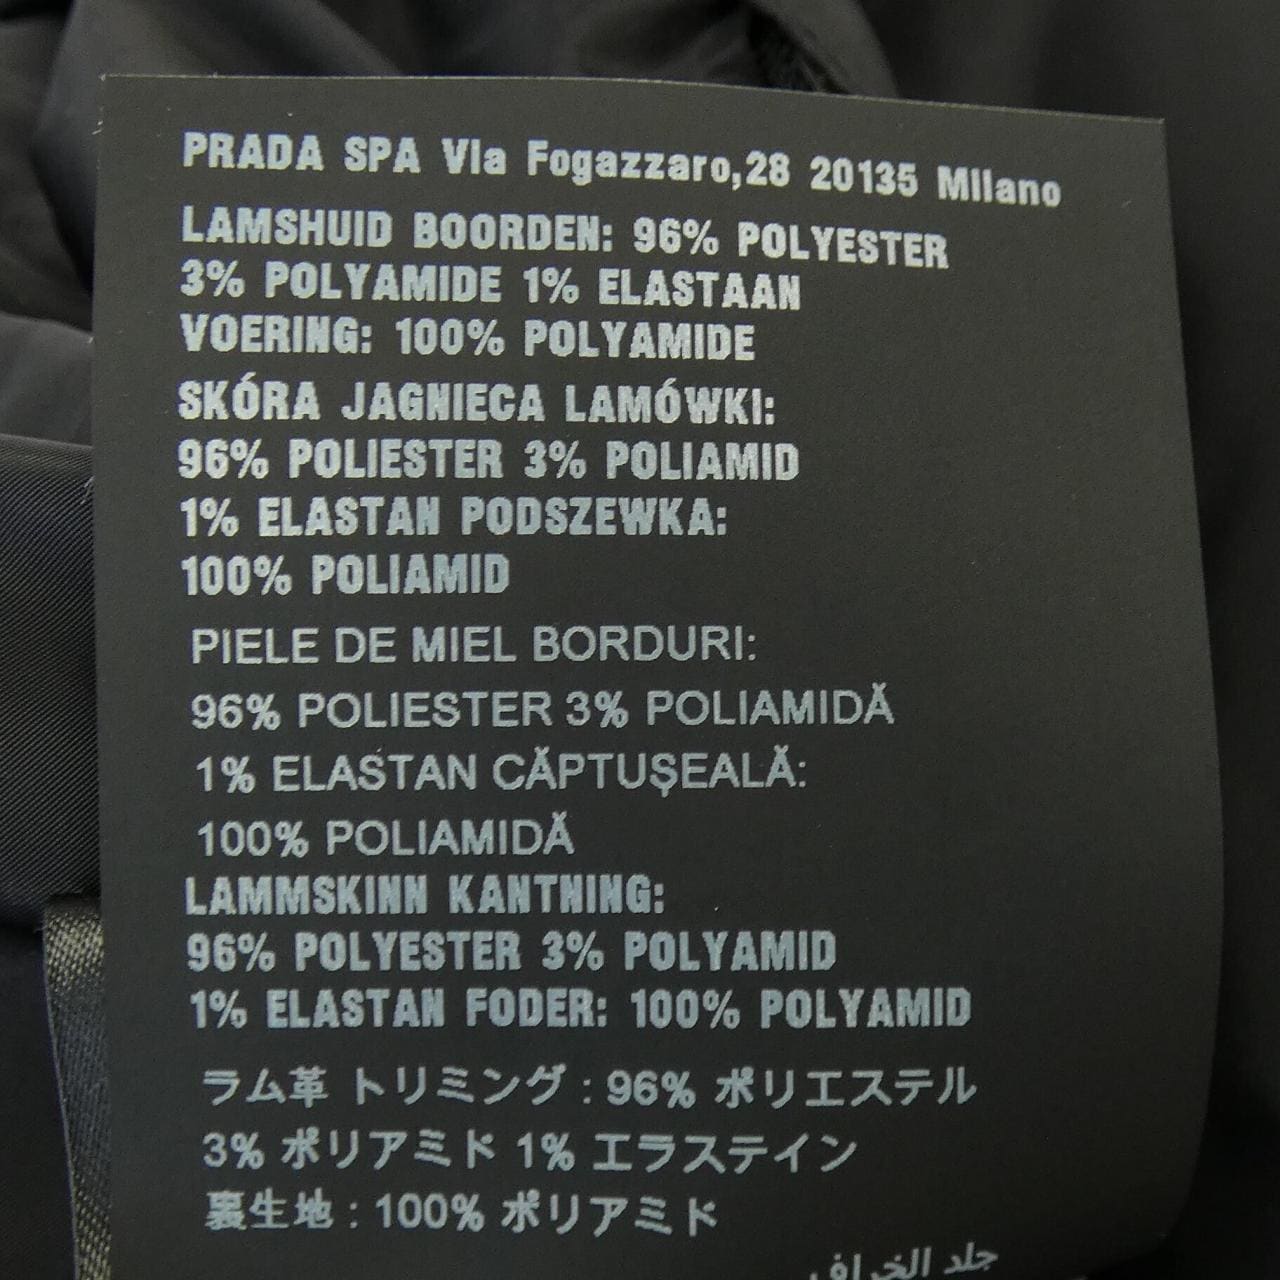 PRADA SPA VIa Fogazzaro,28 20135 MIlano
LAMSHUID BOORDEN: 96% POLYESTER
3% POLYAMIDE 1% ELASTAAN
VOERING: 100% POLYAMIDE
SKÓRA JAGNIECA LAMÓWKI:
96% POLIESTER 3% POLIAMID
1% ELASTAN PODSZEWKA:
100% POLIAMID
PIELE DE MIEL BORDURI:
96% POLIESTER 3% POLIAMIDĂ
1% ELASTAN CĂPTUȘEALĂ:
100% POLIAMIDĂ
LAMMSKINN KANTNING:
96% POLYESTER 3% POLYAMID
1% ELASTAN FODER: 100% POLYAMID
ラム革 トリミング : 96% ポリエステル
3% ポリアミド 1% エラステイン
裏生地 : 100% ポリアミド
جلد الخراف